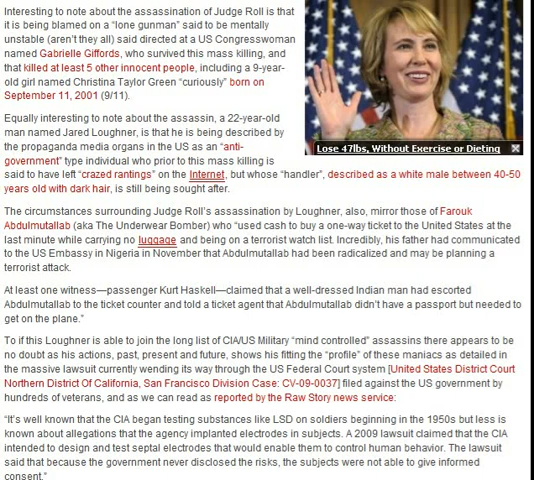 Interesting to note about the assassination of Judge Roll is that
it is being blamed on a “lone gunman” said to be mentally
unstable (aren’t they all) said directed at a US Congresswoman
named Gabrielle Giffords, who survived this mass killing, and
that killed at least 5 other innocent people, including a 9-year-
old girl named Christina Taylor Green “curiously” born on
September 11, 2001 (9/11).
Equally interesting to note about the assassin, a 22-year-old
man named Jared Loughner, is that he is being described by
the propaganda media organs in the US as an “anti-
government” type individual who prior to this mass killing is
said to have left “crazed rantings” on the Internet, but whose “handler”, described as a white male between 40-50
years old with dark hair, is still being sought after.
Lose 47lbs, Without Exercise or Dieting
The circumstances surrounding Judge Roll’s assassination by Loughner, also, mirror those of Farouk
Abdulmutallab (aka The Underwear Bomber) who “used cash to buy a one-way ticket to the United States at the
last minute while carrying no luggage and being on a terrorist watch list. Incredibly, his father had communicated
to the US Embassy in Nigeria in November that Abdulmutallab had been radicalized and may be planning a
terrorist attack.
At least one witness—passenger Kurt Haskell—claimed that a well-dressed Indian man had escorted
Abdulmutallab to the ticket counter and told a ticket agent that Abdulmutallab didn’t have a passport but needed to
get on the plane.”
To if this Loughner is able to join the long list of CIA/US Military “mind controlled” assassins there appears to be
no doubt as his actions, past, present and future, shows his fitting the “profile” of these maniacs as detailed in
the massive lawsuit currently wending its way through the US Federal Court system [United States District Court
Northern District Of California, San Francisco Division Case: CV-09-0037] filed against the US government by
hundreds of veterans, and as we can read as reported by the Raw Story news service:
“It’s well known that the CIA began testing substances like LSD on soldiers beginning in the 1950s but less is
known about allegations that the agency implanted electrodes in subjects. A 2009 lawsuit claimed that the CIA
intended to design and test septal electrodes that would enable them to control human behavior. The lawsuit
said that because the government never disclosed the risks, the subjects were not able to give informed
consent.”